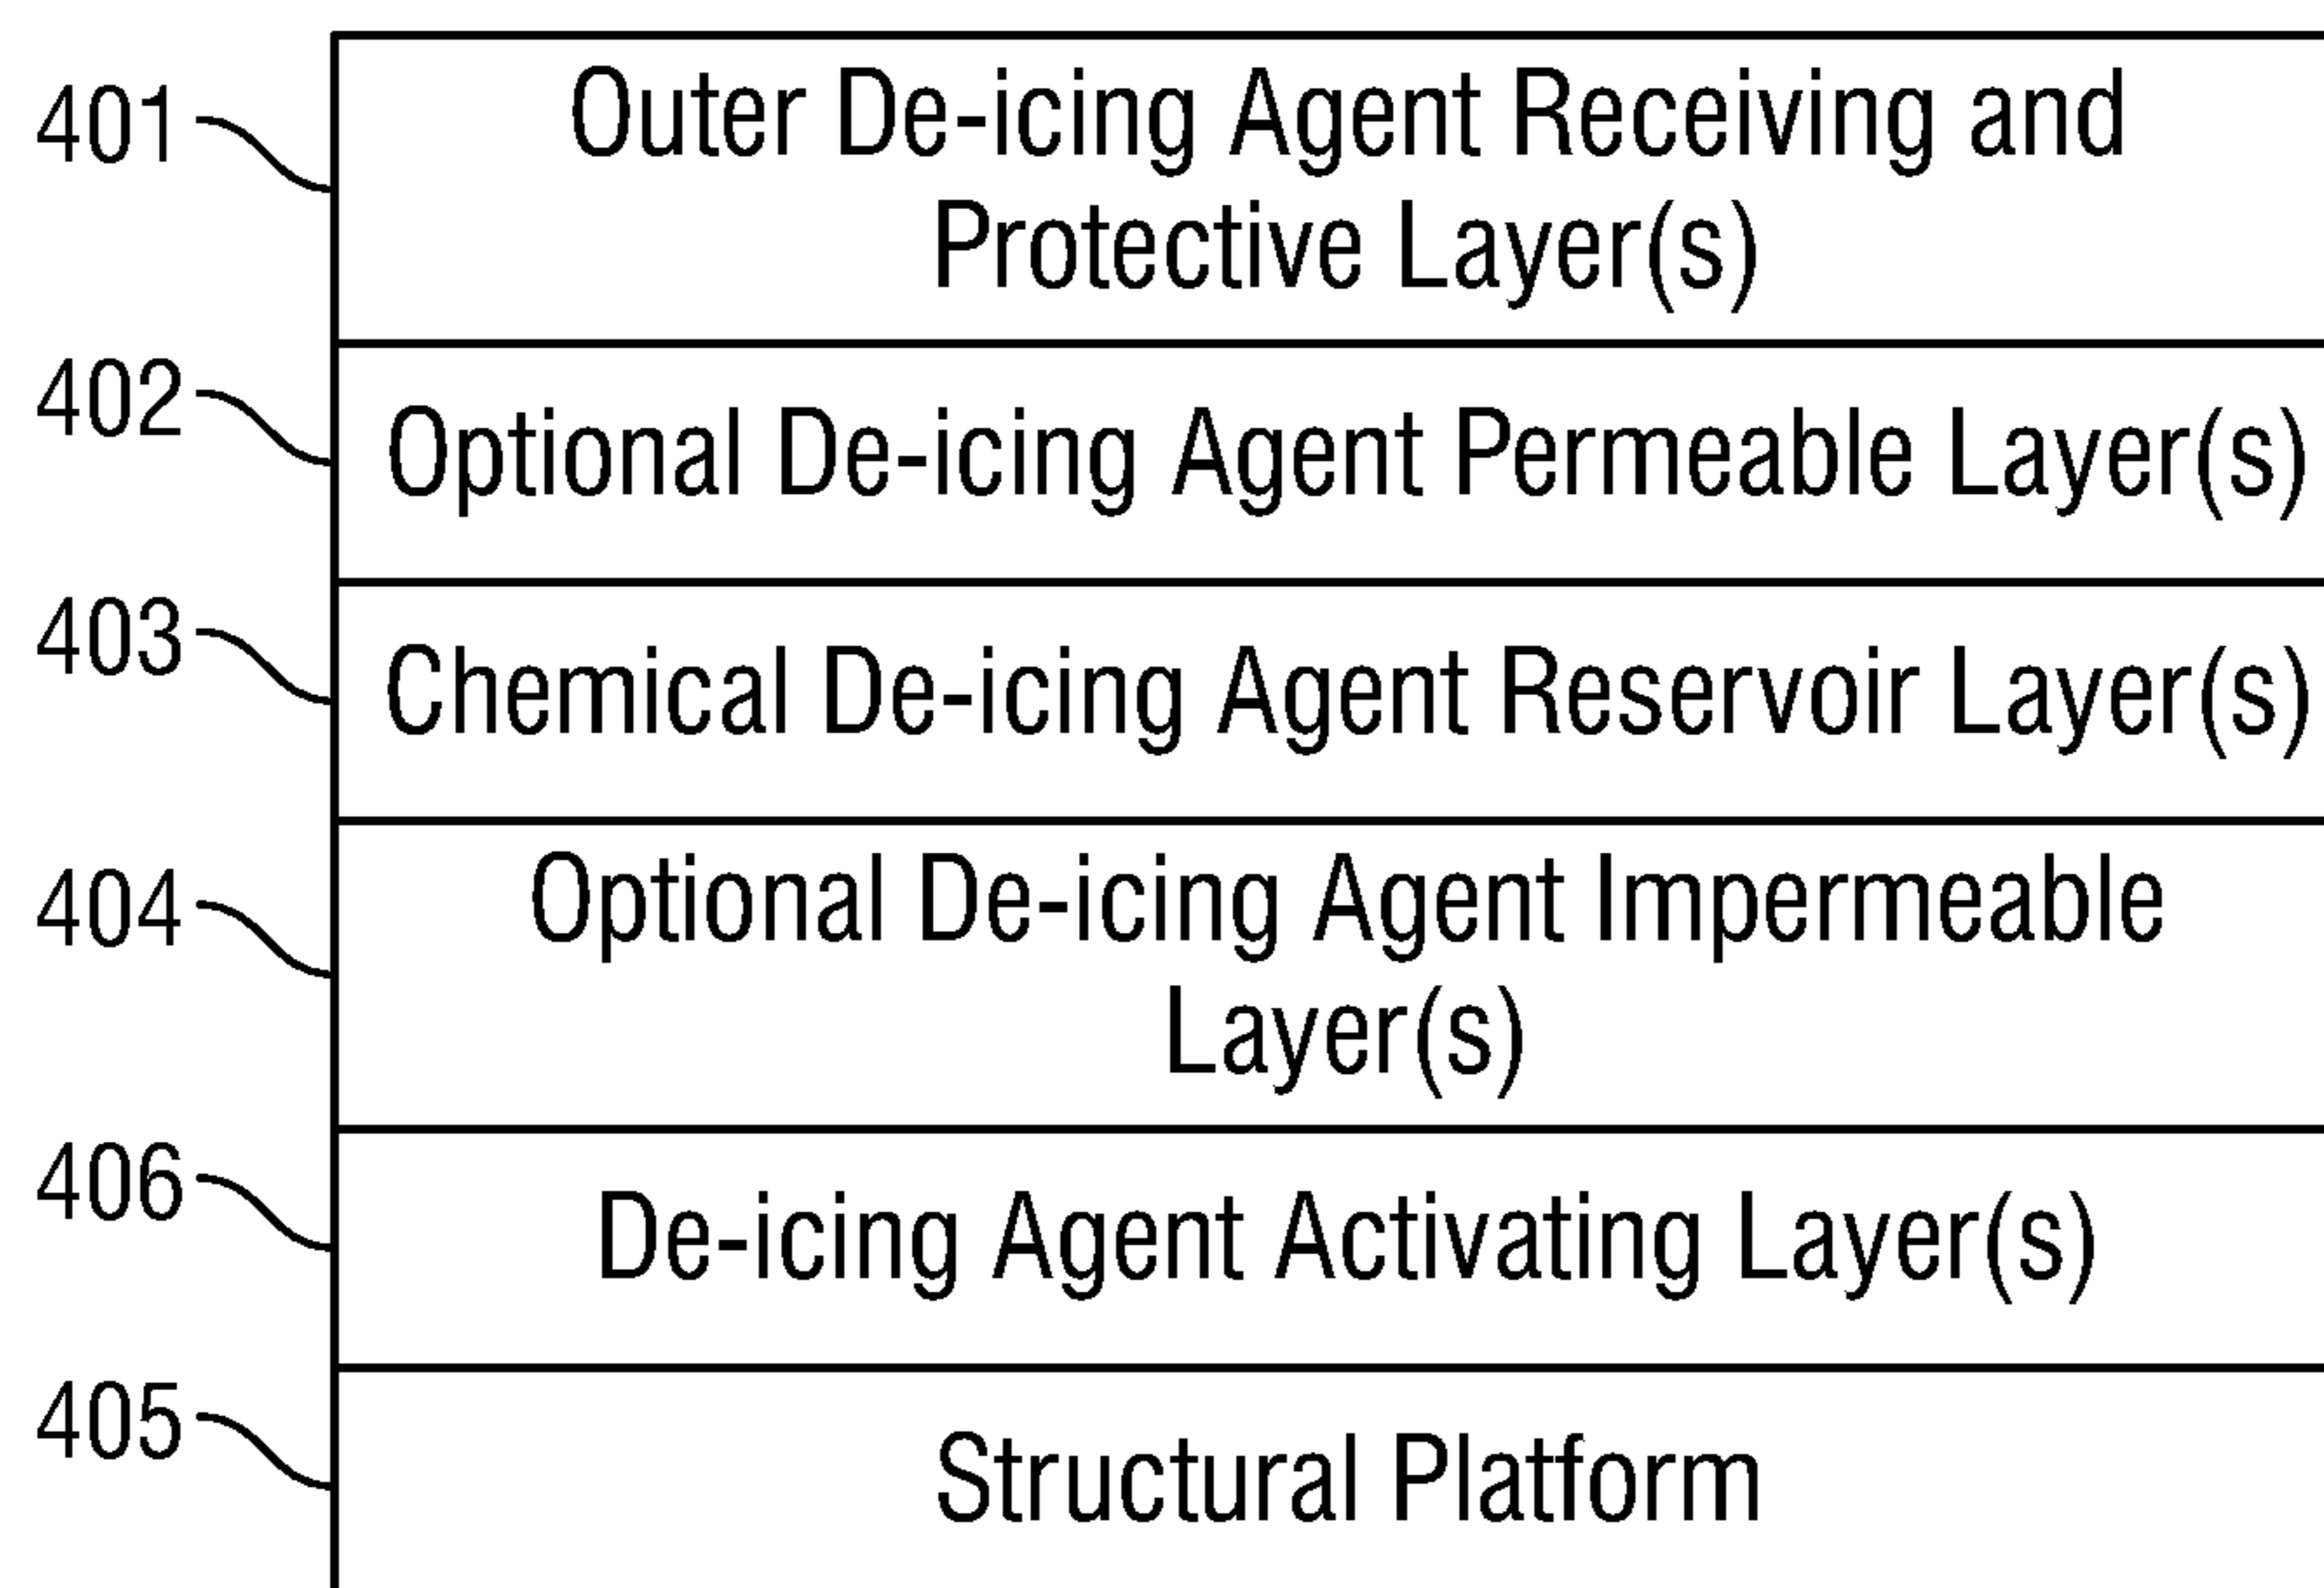 401
Outer De-icing Agent Receiving and
Protective Layer(s)
402
Optional De-icing Agent Permeable Layer(s)
403
Chemical De-icing Agent Reservoir Layer(s)
404
Optional De-icing Agent Impermeable
Layer(s)
406
De-icing Agent Activating Layer(s)
405
Structural Platform